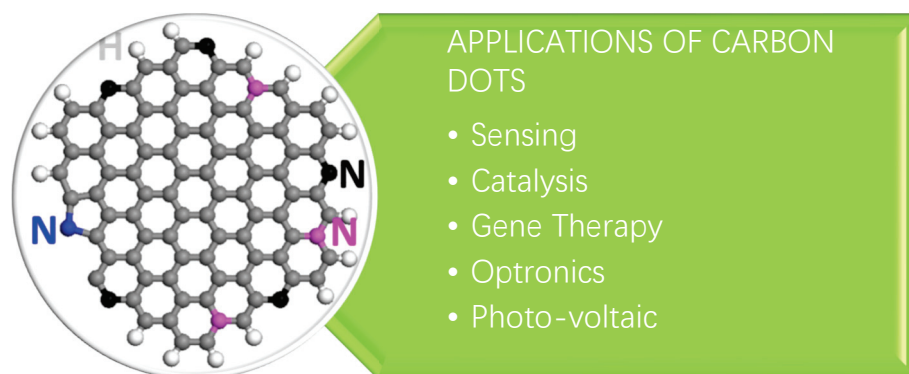 H
N
N
N
APPLICATIONS OF CARBON
DOTS
• Sensing
• Catalysis
• Gene Therapy
• Optronics
• Photo-voltaic